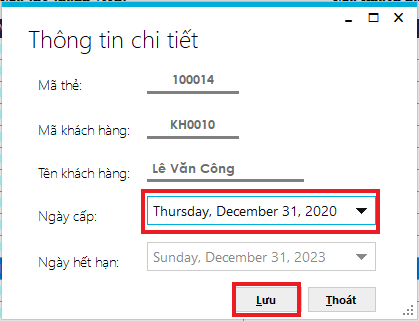 Thông tin chi tiết
Mã thẻ: 100014
Mã khách hàng: KH0010
Tên khách hàng: Lê Văn Công
Ngày cấp: Thursday, December 31, 2020
Ngày hết hạn: Sunday, December 31, 2023
Lưu Thoát